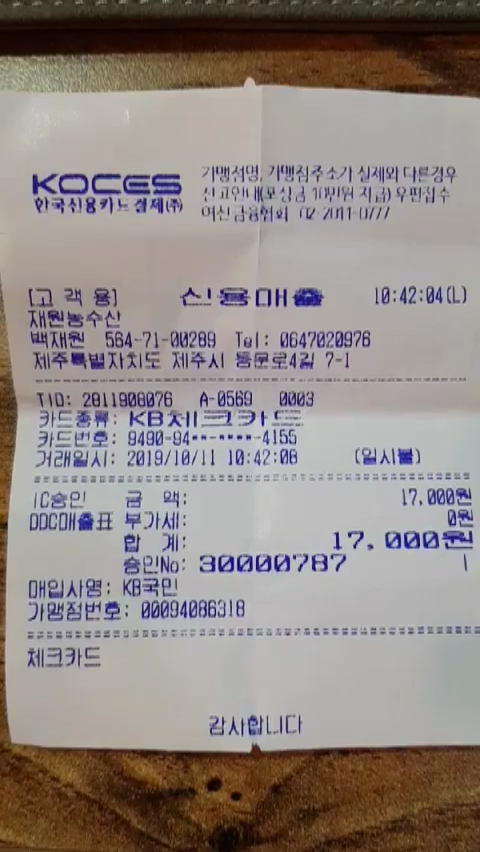 KOCES
한국신용카드결제(주)
가맹점명, 가맹점주소가 실제와 다른경우
신고안내(포상금 10만원 지급) 우편접수
여신금융협회 02-2011-0777
[고 객 용] 신용매출 10:42:04(L)
재원농수산
백재원 564-71-00289 Tel: 0647020976
제주특별자치도 제주시 동문로4길 7-1
TID: 2811908076 A-0569 0003
카드종류: KB체크카드
카드번호: 9490-94**-****-4155
거래일시: 2019/10/11 10:42:08 (일시불)
IC승인 금 액: 17,000원
DDC매출표 부가세: 0원
합 계: 17,000원
승인No: 30000787
매입사명: KB국민
가맹점번호: 00094086318
체크카드
감사합니다